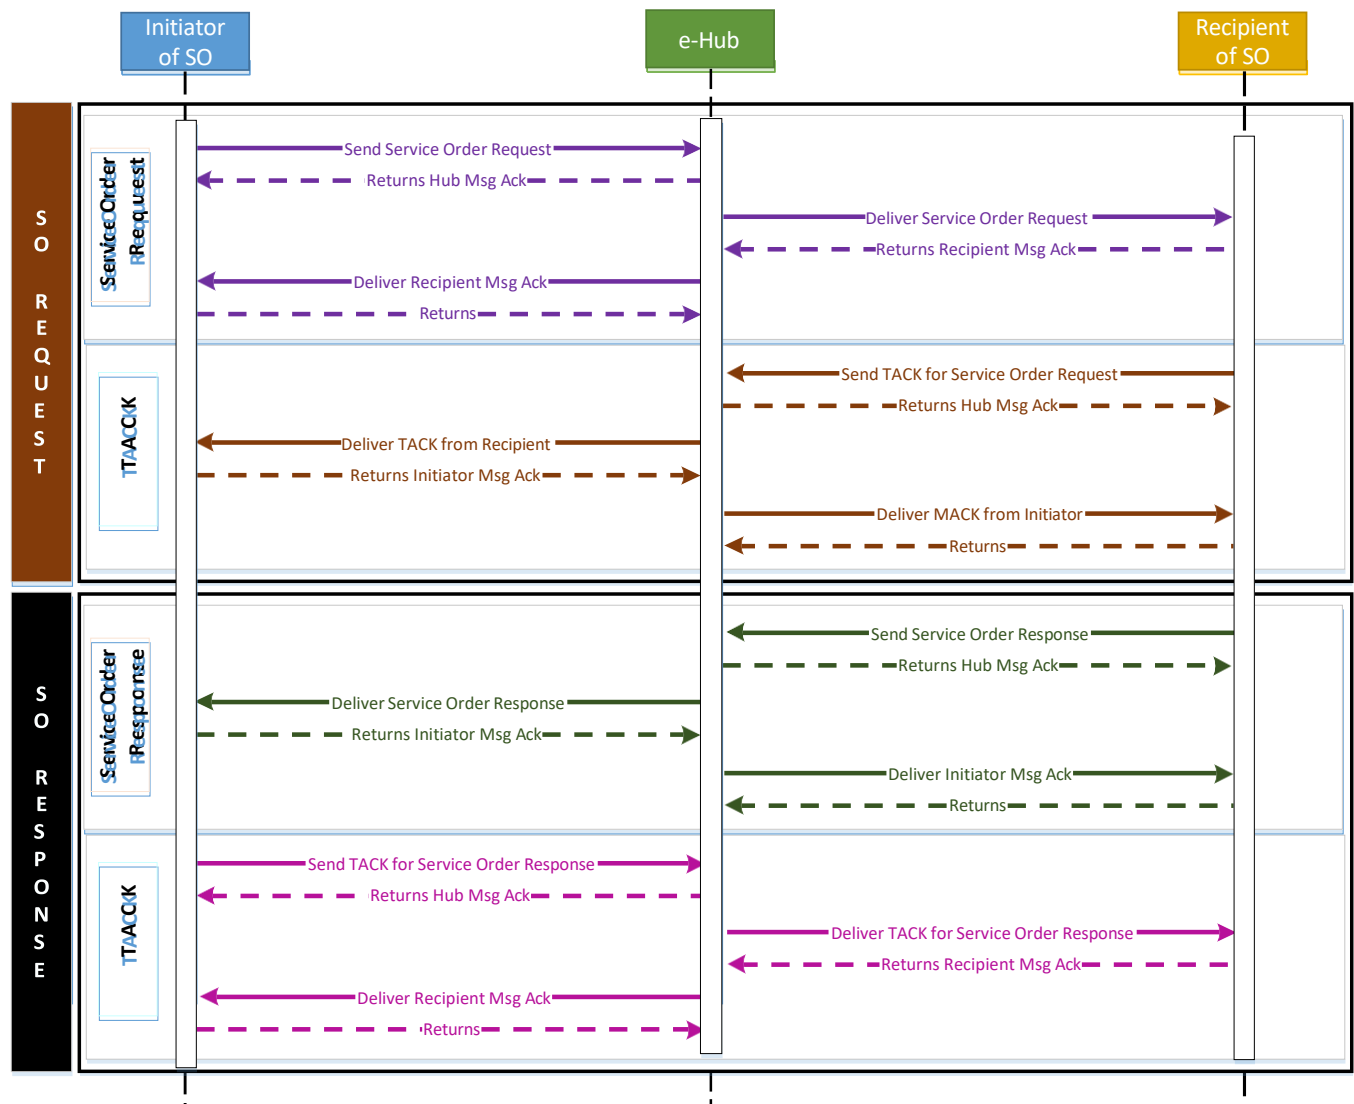 Initiator
of SO
e-Hub
Recipient
of SO
SO REQUEST
Service Order
Request
Send Service Order Request
Returns Hub Msg Ack
Deliver Service Order Request
Returns Recipient Msg Ack
Deliver Recipient Msg Ack
Returns
TACK
Send TACK for Service Order Request
Returns Hub Msg Ack
Deliver TACK from Recipient
Returns Initiator Msg Ack
Deliver MACK from Initiator
Returns
SO RESPONSE
Service Order
Response
Send Service Order Response
Returns Hub Msg Ack
Deliver Service Order Response
Returns Initiator Msg Ack
Deliver Initiator Msg Ack
Returns
TACK
Send TACK for Service Order Response
Returns Hub Msg Ack
Deliver TACK for Service Order Response
Returns Recipient Msg Ack
Deliver Recipient Msg Ack
Returns